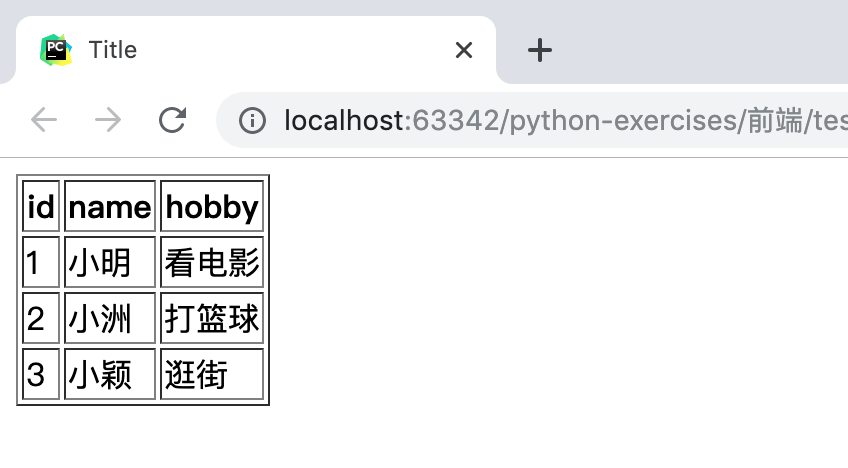 PC
Title
localhost:63342/python-exercises/前端/tes
id name hobby
1 小明 看电影
2 小洲 打篮球
3 小颖 逛街